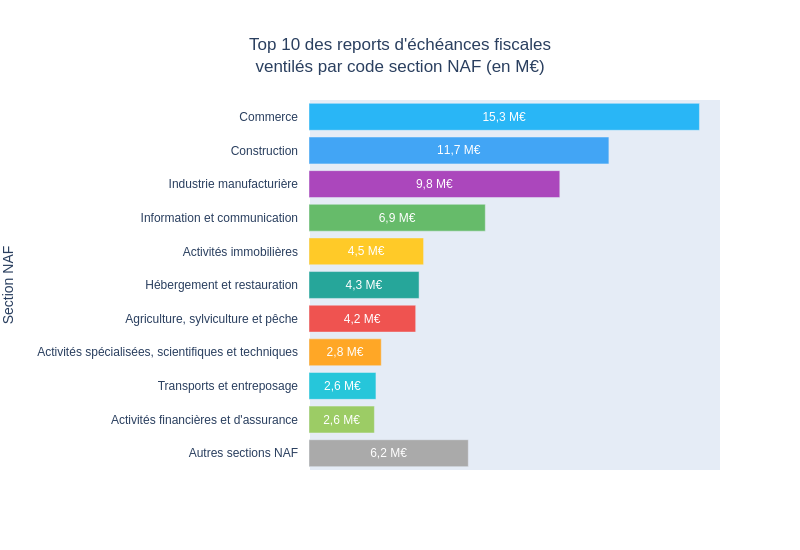 Top 10 des reports d'échéances fiscales
ventilés par code section NAF (en M€)
Section NAF
Commerce 15,3 M€
Construction 11,7 M€
Industrie manufacturière 9,8 M€
Information et communication 6,9 M€
Activités immobilières 4,5 M€
Hébergement et restauration 4,3 M€
Agriculture, sylviculture et pêche 4,2 M€
Activités spécialisées, scientifiques et techniques 2,8 M€
Transports et entreposage 2,6 M€
Activités financières et d'assurance 2,6 M€
Autres sections NAF 6,2 M€